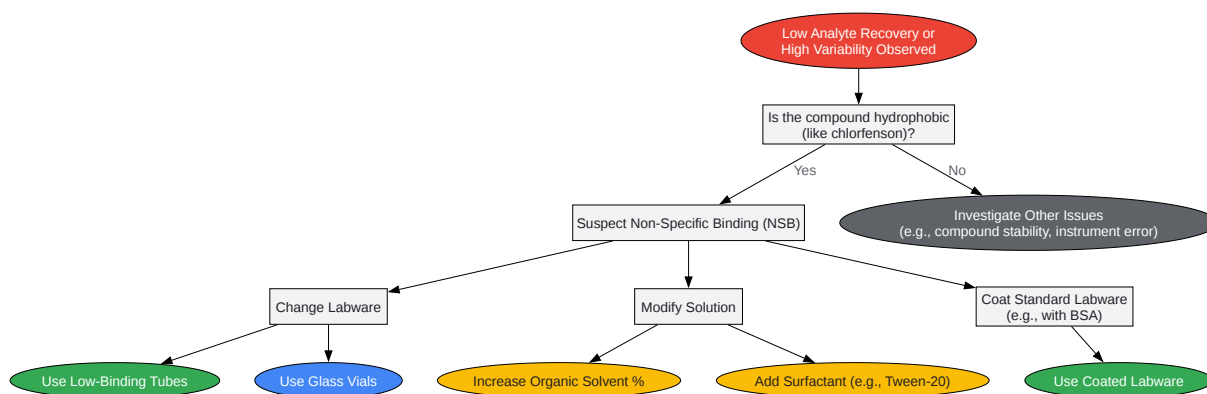 Low Analyte Recovery or
High Variability Observed
Is the compound hydrophobic
(like chlorfenson)?
Yes
No
Suspect Non-Specific Binding (NSB)
Investigate Other Issues
(e.g., compound stability, instrument error)
Change Labware
Modify Solution
Coat Standard Labware
(e.g., with BSA)
Use Low-Binding Tubes
Use Glass Vials
Increase Organic Solvent %
Add Surfactant (e.g., Tween-20)
Use Coated Labware